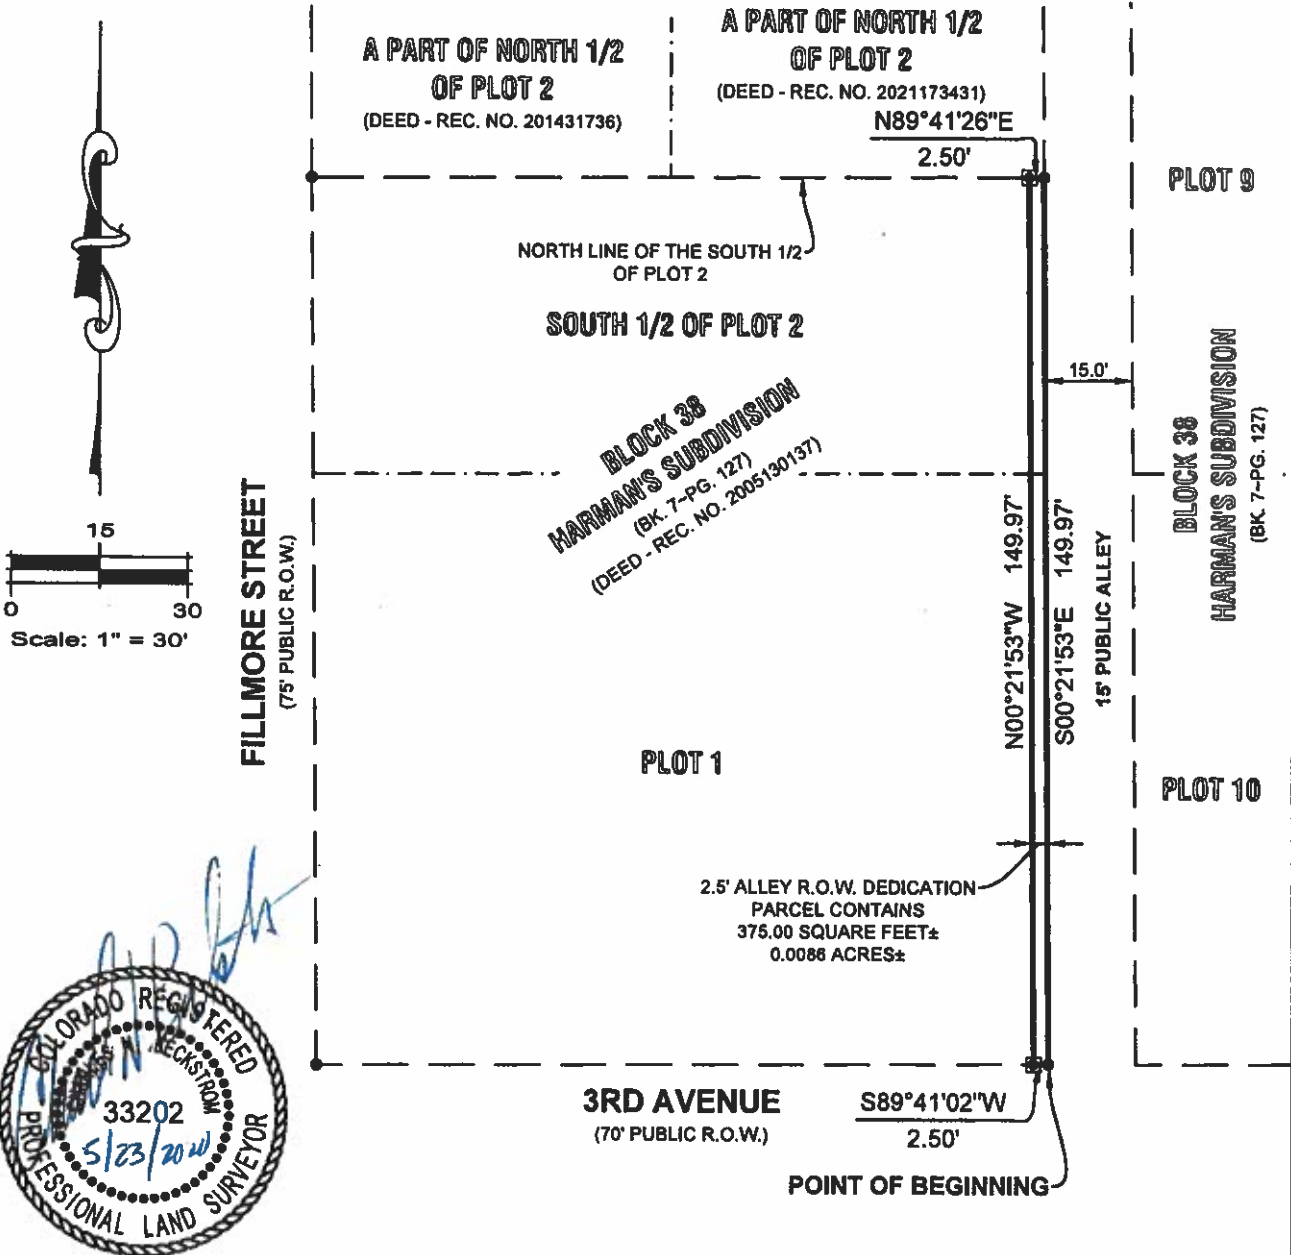 A PART OF NORTH 1/2
OF PLOT 2
(DEED - REC. NO. 201431736)
A PART OF NORTH 1/2
OF PLOT 2
(DEED - REC. NO. 2021173431)
N89°41'26"E
2.50'
PLOT 9
NORTH LINE OF THE SOUTH 1/2
OF PLOT 2
SOUTH 1/2 OF PLOT 2
15.0'
BLOCK 38
HARMAN'S SUBDIVISION
(BK. 7~PG. 127)
(DEED - REC. NO. 2005130137)
BLOCK 38
HARMAN'S SUBDIVISION
(BK. 7~PG. 127)
15
0 30
Scale: 1" = 30'
FILLMORE STREET
(75' PUBLIC R.O.W.)
N00°21'53"W 149.97'
S00°21'53"E 149.97'
15' PUBLIC ALLEY
PLOT 1
PLOT 10
2.5' ALLEY R.O.W. DEDICATION
PARCEL CONTAINS
375.00 SQUARE FEET±
0.0086 ACRES±
COLORADO REGISTERED
N. BECKSTROM
33202
5/23/20
PROFESSIONAL LAND SURVEYOR
3RD AVENUE
(70' PUBLIC R.O.W.)
S89°41'02"W
2.50'
POINT OF BEGINNING